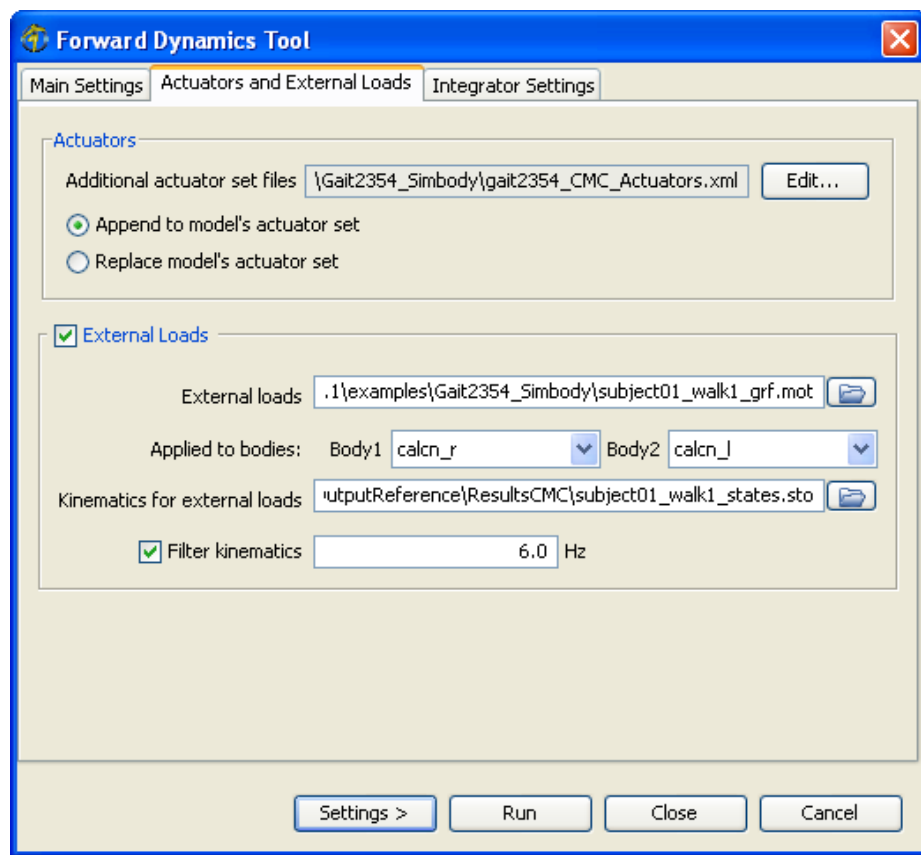 Forward Dynamics Tool
Main Settings Actuators and External Loads Integrator Settings
Actuators
Additional actuator set files \Gait2354_Simbody\gait2354_CMC_Actuators.xml Edit...
Append to model's actuator set
Replace model's actuator set
External Loads
External loads .1\examples\Gait2354_Simbody\subject01_walk1_grf.mot
Applied to bodies: Body1 calcn_r Body2 calcn_l
Kinematics for external loads utputReference\ResultsCMC\subject01_walk1_states.sto
Filter kinematics 6.0 Hz
Settings > Run Close Cancel